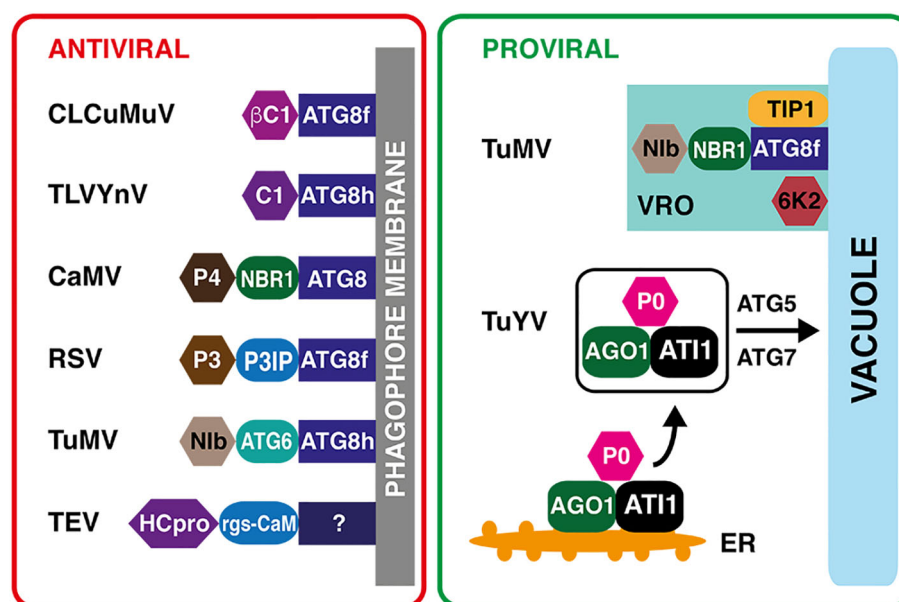 ANTIVIRAL
CLCuMuV βC1 ATG8f
TLVYnV C1 ATG8h
CaMV P4 NBR1 ATG8
RSV P3 P3IP ATG8f
TuMV NIb ATG6 ATG8h
TEV HCpro rgs-CaM ?
PHAGOPHORE MEMBRANE
PROVIRAL
TIP1
TuMV NIb NBR1 ATG8f
VRO 6K2
P0
TuYV AGO1 ATI1
ATG5
ATG7
P0
AGO1 ATI1
ER
VACUOLE